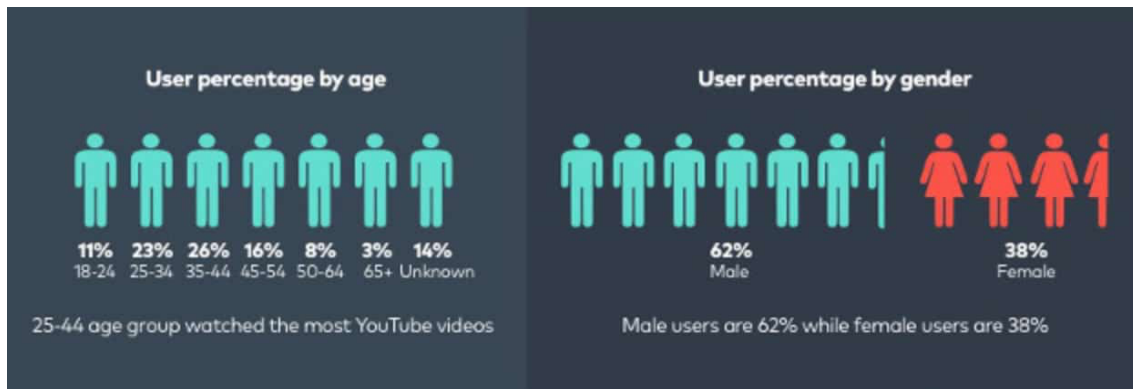 User percentage by age
11% 23% 26% 16% 8% 3% 14%
18-24 25-34 35-44 45-54 50-64 65+ Unknown
25-44 age group watched the most YouTube videos
User percentage by gender
62% 38%
Male Female
Male users are 62% while female users are 38%